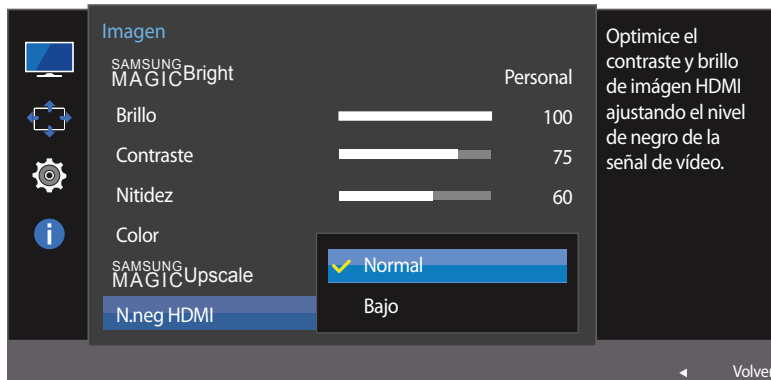 Imagen
SAMSUNG
MAGICBright Personal
Brillo 100
Contraste 75
Nitidez 60
Color
SAMSUNG
MAGICUpscale
N.neg HDMI
Normal
Bajo
Optimice el
contraste y brillo
de imágen HDMI
ajustando el nivel
de negro de la
señal de vídeo.
Volver